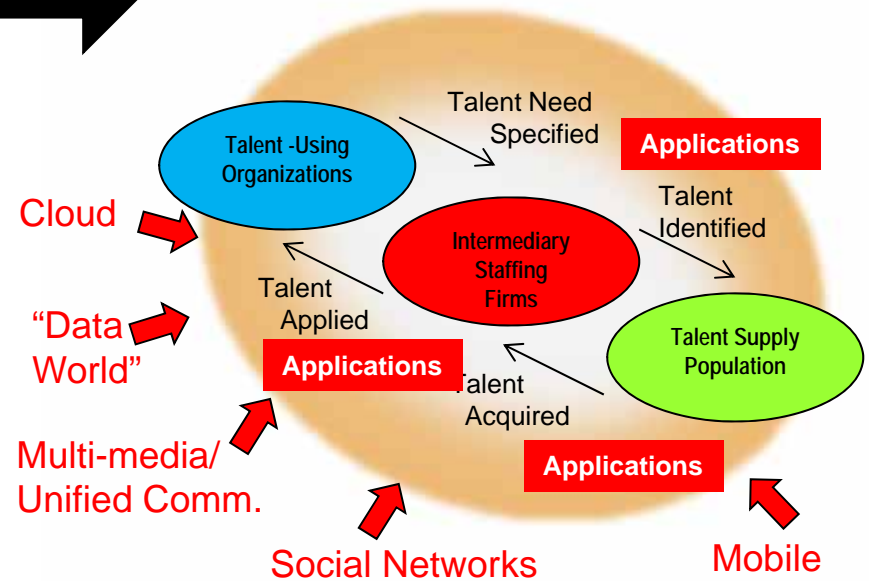 Talent Need
Specified
Applications
Talent -Using
Organizations
Talent
Identified
Cloud
Intermediary
Staffing
Firms
Talent
Applied
"Data
World"
Talent Supply
Population
Applications
alent
Acquired
Multi-media/
Unified Comm.
Applications
Social Networks
Mobile